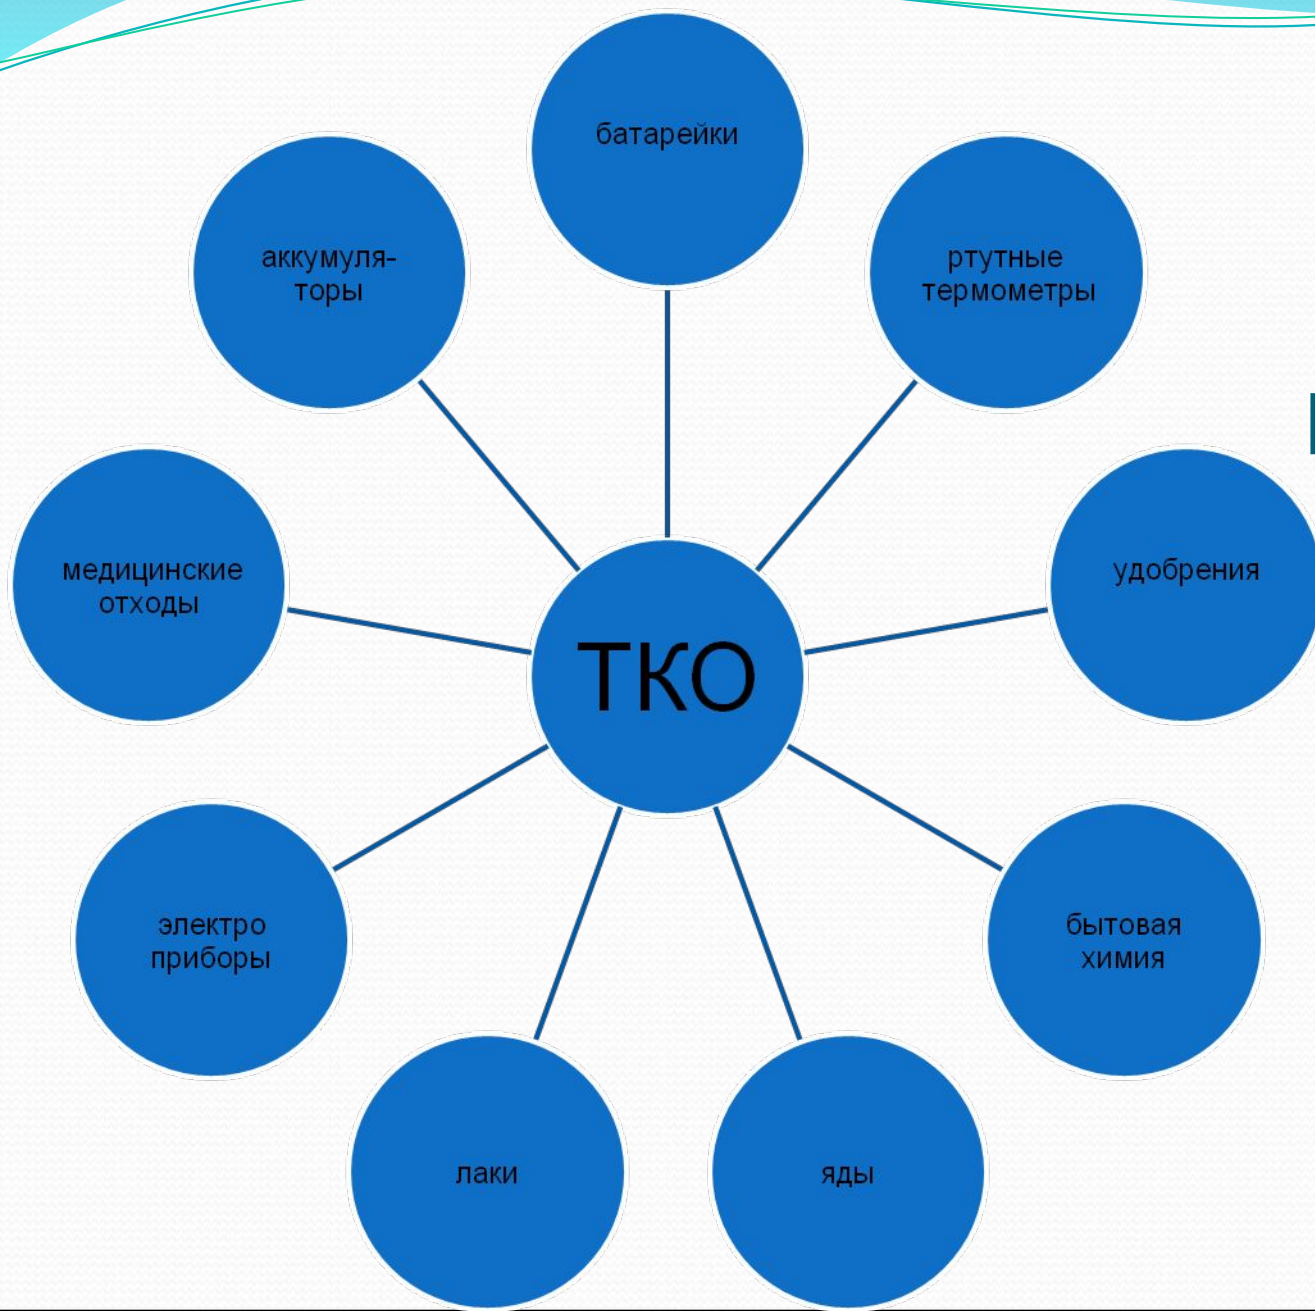 батарейки
аккумуля-
торы
ртутные
термометры
медицинские
отходы
удобрения
ТКО
электро
приборы
бытовая
химия
лаки
яды